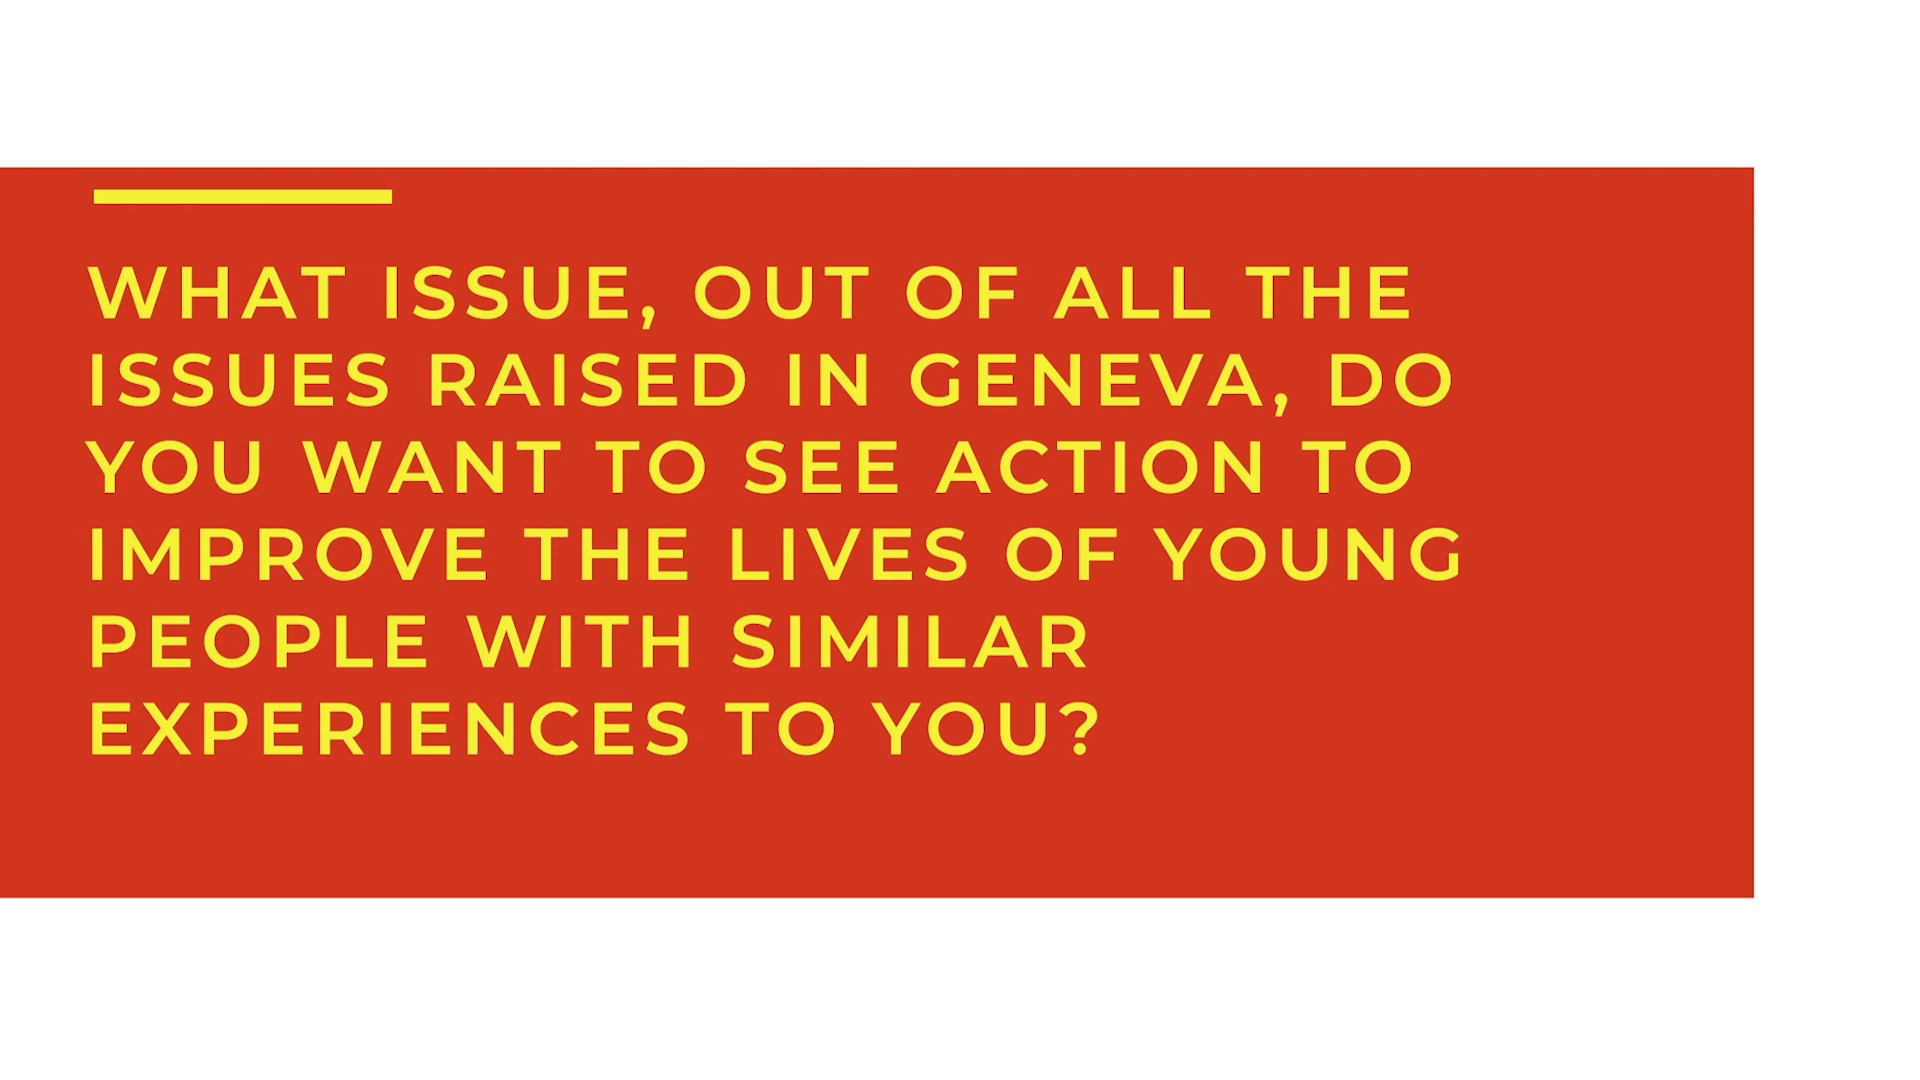 WHAT ISSUE, OUT OF ALL THE
ISSUES RAISED IN GENEVA, DO
YOU WANT TO SEE ACTION TO
IMPROVE THE LIVES OF YOUNG
PEOPLE WITH SIMILAR
EXPERIENCES TO YOU?